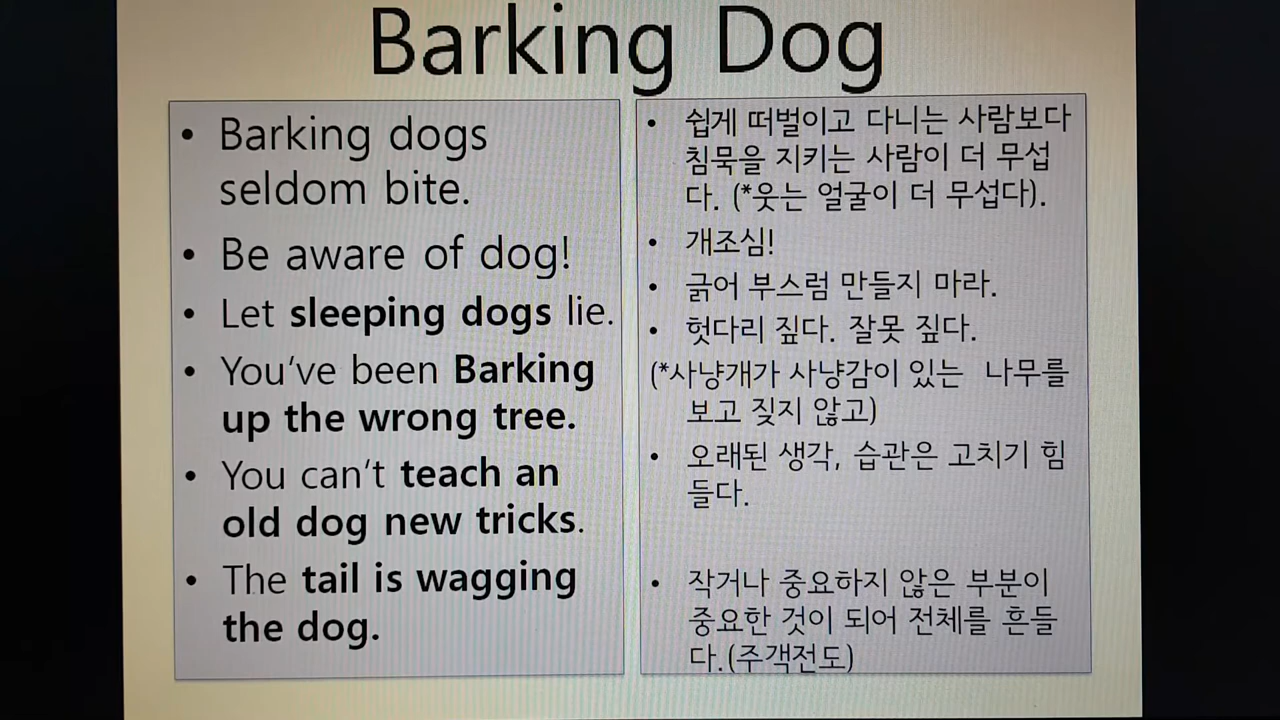 Barking Dog
• Barking dogs
seldom bite.
• Be aware of dog!
• Let sleeping dogs lie.
• You've been Barking
up the wrong tree.
• You can't teach an
old dog new tricks.
• The tail is wagging
the dog.
• 쉽게 떠벌이고 다니는 사람보다
침묵을 지키는 사람이 더 무섭
다. (*웃는 얼굴이 더 무섭다).
• 개조심!
• 긁어 부스럼 만들지 마라.
• 헛다리 짚다. 잘못 짚다.
(*사냥개가 사냥감이 있는 나무를
보고 짖지 않고)
• 오래된 생각, 습관은 고치기 힘
들다.
• 작거나 중요하지 않은 부분이
중요한 것이 되어 전체를 흔들
다.(주객전도)